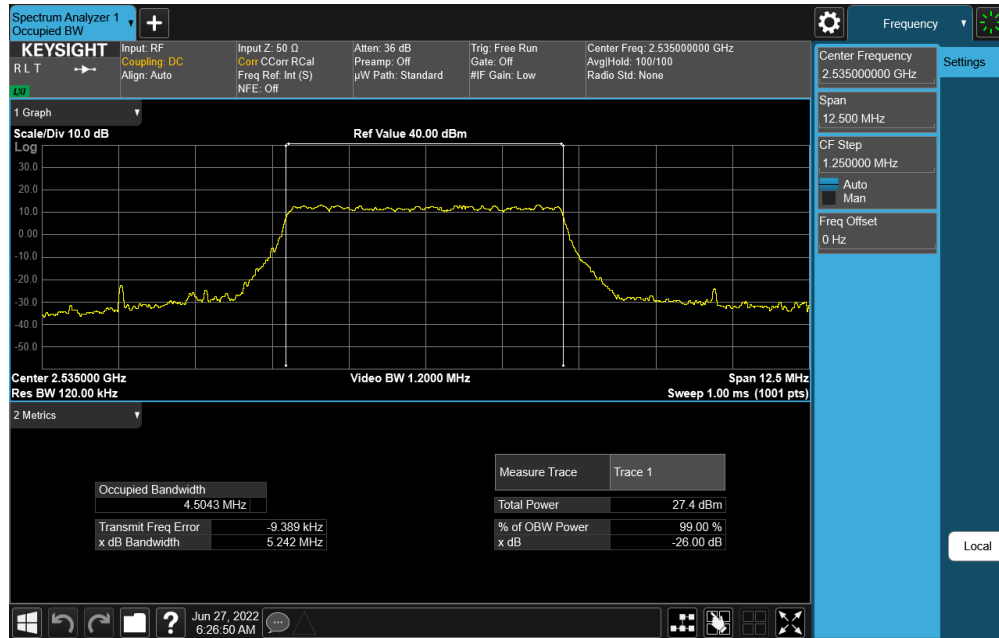 Spectrum Analyzer 1
Occupied BW
Frequency
KEYSIGHT
R L T
LXI
Input: RF
Coupling: DC
Align: Auto
Input Z: 50 Ω
Corr CCorr RCal
Freq Ref: Int (S)
NFE: Off
Atten: 36 dB
Preamp: Off
µW Path: Standard
Trig: Free Run
Gate: Off
#IF Gain: Low
Center Freq: 2.535000000 GHz
Avg|Hold: 100/100
Radio Std: None
Center Frequency
2.535000000 GHz
Settings
Span
12.500 MHz
CF Step
1.250000 MHz
Auto
Man
Freq Offset
0 Hz
Local
1 Graph
Scale/Div 10.0 dB
Ref Value 40.00 dBm
Log
30.0
20.0
10.0
0.00
-10.0
-20.0
-30.0
-40.0
-50.0
Center 2.535000 GHz
Video BW 1.2000 MHz
Span 12.5 MHz
Res BW 120.00 kHz
Sweep 1.00 ms (1001 pts)
2 Metrics
Measure Trace
Trace 1
Occupied Bandwidth
4.5043 MHz
Total Power
27.4 dBm
Transmit Freq Error
-9.389 kHz
% of OBW Power
99.00 %
x dB Bandwidth
5.242 MHz
x dB
-26.00 dB
Jun 27, 2022
6:26:50 AM